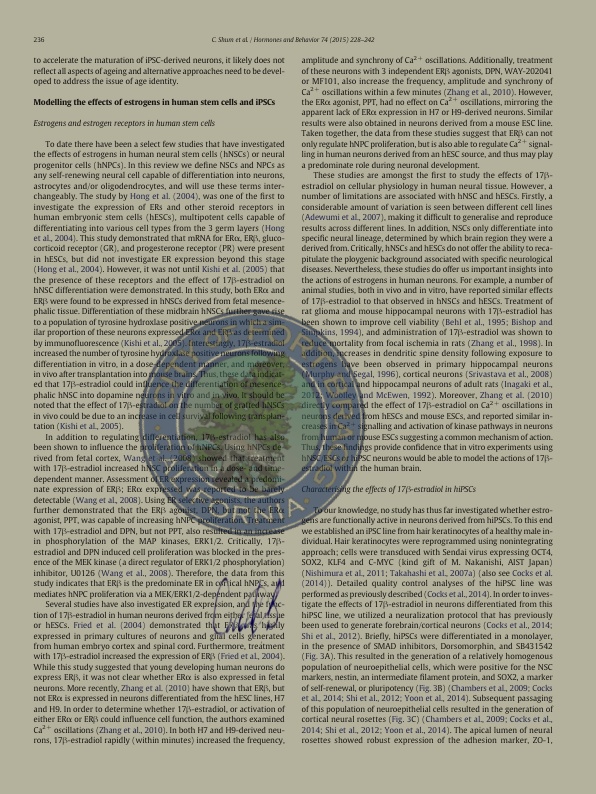 236
C. Shum et al. / Hormones and Behavior 74 (2015) 228–242
to accelerate the maturation of iPSC-derived neurons, it likely does not
reflect all aspects of ageing and alternative approaches need to be devel-
oped to address the issue of age identity.
Modelling the effects of estrogens in human stem cells and iPSCs
Estrogens and estrogen receptors in human stem cells
To date there have been a select few studies that have investigated
the effects of estrogens in human neural stem cells (hNSCs) or neural
progenitor cells (hNPCs). In this review we define NSCs and NPCs as
any self-renewing neural cell capable of differentiation into neurons,
astrocytes and/or oligodendrocytes, and will use these terms inter-
changeably. The study by Hong et al. (2004), was one of the first to
investigate the expression of ERs and other steroid receptors in
human embryonic stem cells (hESCs), multipotent cells capable of
differentiating into various cell types from the 3 germ layers (Hong
et al., 2004). This study demonstrated that mRNA for ERα, ERβ, gluco-
corticoid receptor (GR), and progesterone receptor (PR) were present
in hESCs, but did not investigate ER expression beyond this stage
(Hong et al., 2004). However, it was not until Kishi et al. (2005) that
the presence of these receptors and the effect of 17β-estradiol on
hNSC differentiation were demonstrated. In this study, both ERα and
ERβ were found to be expressed in hNSCs derived from fetal mesence-
phalic tissue. Differentiation of these midbrain hNSCs further gave rise
to a population of tyrosine hydroxlase positive neurons in which a simi-
lar proportion of these neurons expressed ERα and ERβ as determined
by immunofluorescence (Kishi et al., 2005). Interestingly, 17β-estradiol
increased the number of tyrosine hydroxlase positive neurons following
differentiation in vitro, in a dose-dependent manner, and moreover,
in vivo after transplantation into mouse brains. Thus, these data indicat-
ed that 17β-estradiol could influence the differentiation of mesence-
phalic hNSC into dopamine neurons in vitro and in vivo. It should be
noted that the effect of 17β-estradiol on the number of grafted hNSCs
in vivo could be due to an increase in cell survival following transplan-
tation (Kishi et al., 2005).
In addition to regulating differentiation, 17β-estradiol has also
been shown to influence the proliferation of hNPCs. Using hNPCs de-
rived from fetal cortex, Wang et al. (2008) showed that treatment
with 17β-estradiol increased hNSC proliferation in a dose- and time-
dependent manner. Assessment of ER expression revealed a predomi-
nate expression of ERβ; ERα expressed was reported to be barely
detectable (Wang et al., 2008). Using ER selective agonists, the authors
further demonstrated that the ERβ agonist, DPN, but not the ERα
agonist, PPT, was capable of increasing hNPC proliferation. Treatment
with 17β-estradiol and DPN, but not PPT, also resulted in an increase
in phosphorylation of the MAP kinases, ERK1/2. Critically, 17β-
estradiol and DPN induced cell proliferation was blocked in the pres-
ence of the MEK kinase (a direct regulator of ERK1/2 phosphorylation)
inhibitor, U0126 (Wang et al., 2008). Therefore, the data from this
study indicates that ERβ is the predominate ER in cortical hNPCs, and
mediates hNPC proliferation via a MEK/ERK1/2-dependent pathway.
Several studies have also investigated ER expression, and the func-
tion of 17β-estradiol in human neurons derived from either fetal tissue
or hESCs. Fried et al. (2004) demonstrated that
expressed in primary cultures of neurons and glial cells generated
from human embryo cortex and spinal cord. Furthermore, treatment
with 17β-estradiol increased the expression of ERβ (Fried et al., 2004).
While this study suggested that young developing human neurons do
express ERβ, it was not clear whether ERα is also expressed in fetal
neurons. More recently, Zhang et al. (2010) have shown that ERβ, but
not ERα is expressed in neurons differentiated from the hESC lines, H7
and H9. In order to determine whether 17β-estradiol, or activation of
either ERα or ERβ could influence cell function, the authors examined
Ca2+ oscillations (Zhang et al., 2010). In both H7 and H9-derived neu-
rons, 17β-estradiol rapidly (within minutes) increased the frequency,
amplitude and synchrony of Ca2+ oscillations. Additionally, treatment
of these neurons with 3 independent ERβ agonists, DPN, WAY-202041
or MF101, also increase the frequency, amplitude and synchrony of
Ca2+ oscillations within a few minutes (Zhang et al., 2010). However,
the ERα agonist, PPT, had no effect on Ca2+ oscillations, mirroring the
apparent lack of ERα expression in H7 or H9-derived neurons. Similar
results were also obtained in neurons derived from a mouse ESC line.
Taken together, the data from these studies suggest that ERβ can not
only regulate hNPC proliferation, but is also able to regulate Ca2+ signal-
ling in human neurons derived from an hESC source, and thus may play
a predominate role during neuronal development.
These studies are amongst the first to study the effects of 17β-
estradiol on cellular physiology in human neural tissue. However, a
number of limitations are associated with hNSC and hESCs. Firstly, a
considerable amount of variation is seen between different cell lines
(Adewumi et al., 2007), making it difficult to generalise and reproduce
results across different lines. In addition, NSCs only differentiate into
specific neural lineage, determined by which brain region they were
derived from. Critically, hNSCs and hESCs do not offer the ability to reca-
pitulate the ploygenic background associated with specific neurological
diseases. Nevertheless, these studies do offer us important insights into
the actions of estrogens in human neurons. For example, a number of
animal studies, both in vivo and in vitro, have reported similar effects
of 17β-estradiol to that observed in hNSCs and hESCs. Treatment of
rat glioma and mouse hippocampal neurons with 17β-estradiol has
been shown to improve cell viability (Behl et al., 1995; Bishop and
Simpkins, 1994), and administration of 17β-estradiol was shown to
reduce mortality from focal ischemia in rats (Zhang et al., 1998). In
addition, increases in dendritic spine density following exposure to
estrogens have been observed in primary hippocampal neurons
(Murphy and Segal, 1996), cortical neurons (Srivastava et al., 2008)
in cortical and hippocampal neurons of adult rats (Inagaki et al.,
2012; Woolley and McEwen, 1992). Moreover, Zhang et al. (2010)
directly compared the effect of 17β-estradiol on Ca2+ oscillations in
neurons derived from hESCs and mouse ESCs, and reported similar in-
creases in Ca2+ signalling and activation of kinase pathways in neurons
from human or mouse ESCs suggesting a common mechanism of action.
Thus, these findings provide confidence that in vitro experiments using
hNSC, ESC or hiPSC neurons would be able to model the actions of 17β-
estradiol within the human brain.
Characterising the effects of 17β-estradiol in hiPSCs
To our knowledge, no study has thus far investigated whether estro-
gens are functionally active in neurons derived from hiPSCs. To this end
we established an iPSC line from hair keratinocytes of a healthy male in-
dividual. Hair keratinocytes were reprogrammed using nonintegrating
approach; cells were transduced with Sendai virus expressing OCT4,
SOX2, KLF4 and C-MYC (kind gift of M. Nakanishi, AIST Japan)
(Nishimura et al., 2011; Takahashi et al., 2007a) (also see Cocks et al.
(2014)). Detailed quality control analyses of the hiPSC line was
performed as previously described (Cocks et al., 2014). In order to inves-
tigate the effects of 17β-estradiol in neurons differentiated from this
hiPSC line, we utilized a neuralization protocol that has previously
been used to generate forebrain/cortical neurons (Cocks et al., 2014;
Shi et al., 2012). Briefly, hiPSCs were differentiated in a monolayer,
in the presence of SMAD inhibitors, Dorsomorphin, and SB431542
(Fig. 3A). This resulted in the generation of a relatively homogenous
population of neuroepithelial cells, which were positive for the NSC
markers, nestin, an intermediate filament protein, and SOX2, a marker
of self-renewal, or pluripotency (Fig. 3B) (Chambers et al., 2009; Cocks
et al., 2014; Shi et al., 2012; Yoon et al., 2014). Subsequent passaging
of this population of neuroepithelial cells resulted in the generation of
cortical neural rosettes (Fig. 3C) (Chambers et al., 2009; Cocks et al.,
2014; Shi et al., 2012; Yoon et al., 2014). The apical lumen of neural
rosettes showed robust expression of the adhesion marker, ZO-1,